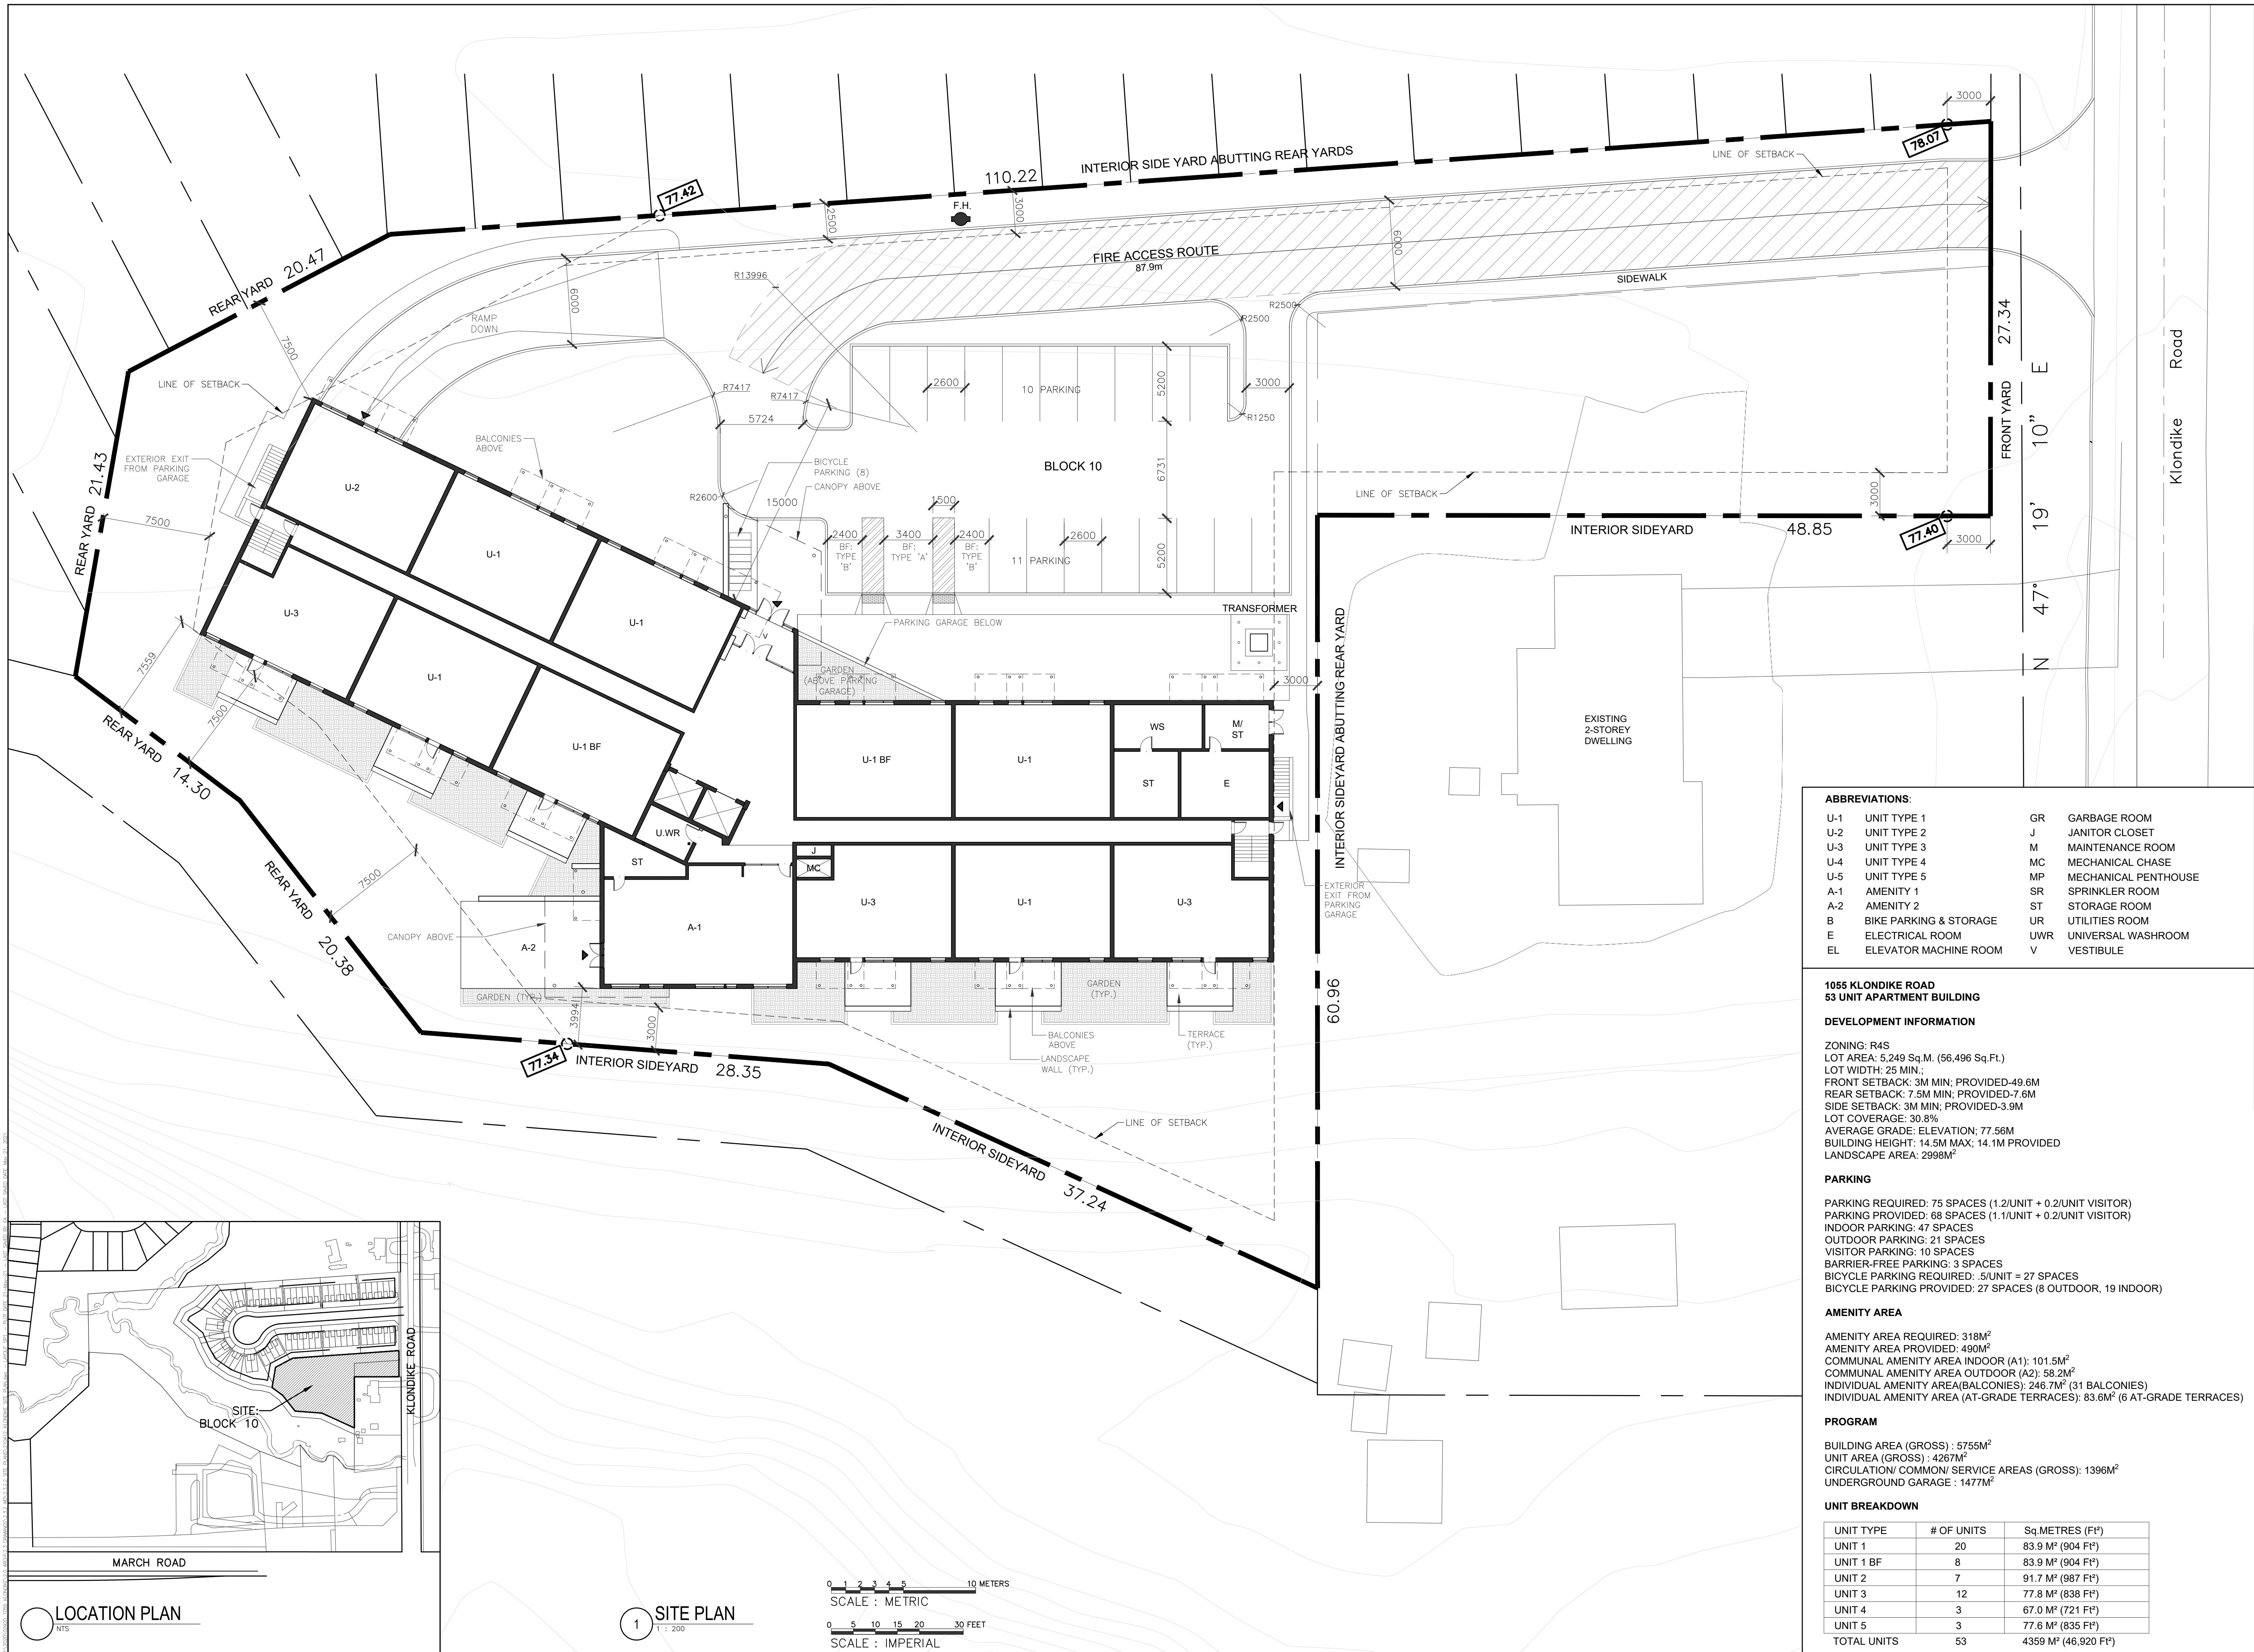 3000
78.07
LINE OF SETBACK
INTERIOR SIDE YARD ABUTTING REAR YARDS
110.22
77.42
2500
F.H.
3000
6000
FIRE ACCESS ROUTE
87.9m
SIDEWALK
REAR YARD 20.47
R13996
6000
RAMP
DOWN
R2500
R2500
27.34
FRONT YARD
N 47° 19' 10" E
Klondike Road
7500
LINE OF SETBACK
2600
10 PARKING
5200
3000
R7417
R7417
R1250
5724
BALCONIES
ABOVE
EXTERIOR EXIT
FROM PARKING
GARAGE
REAR YARD 21.43
7500
BICYCLE
PARKING (8)
CANOPY ABOVE
BLOCK 10
6731
LINE OF SETBACK
3000
U-2
R2600
15000
1500
INTERIOR SIDEYARD 48.85
77.40
3000
2400
BF:
TYPE
'B'
3400
BF:
TYPE 'A'
2400
BF:
TYPE
'B'
2600
11 PARKING
5200
U-1
U-3
U-1
TRANSFORMER
PARKING GARAGE BELOW
V
INTERIOR SIDEYARD ABUTTING REAR YARD
60.96
7559
U-1
GARDEN
(ABOVE PARKING
GARAGE)
3000
7500
REAR YARD 14.30
U-1 BF
WS
M/
ST
EXISTING
2-STOREY
DWELLING
U-1 BF
U-1
ST
E
U.WR
ST
J
MC
7500
REAR YARD 20.38
EXTERIOR
EXIT FROM
PARKING
GARAGE
U-3
U-1
U-3
A-1
CANOPY ABOVE
A-2
GARDEN (TYP.)
GARDEN
(TYP.)
3994
3000
BALCONIES
ABOVE
TERRACE
(TYP.)
LANDSCAPE
WALL (TYP.)
77.34
INTERIOR SIDEYARD 28.35
LINE OF SETBACK
INTERIOR SIDEYARD 37.24
SITE:
BLOCK 10
KLONDIKE ROAD
MARCH ROAD
LOCATION PLAN
NTS
1
SITE PLAN
1 : 200
0 1 2 3 4 5 10 METERS
SCALE : METRIC
0 5 10 15 20 30 FEET
SCALE : IMPERIAL
ABBREVIATIONS:
U-1 UNIT TYPE 1
U-2 UNIT TYPE 2
U-3 UNIT TYPE 3
U-4 UNIT TYPE 4
U-5 UNIT TYPE 5
A-1 AMENITY 1
A-2 AMENITY 2
B BIKE PARKING & STORAGE
E ELECTRICAL ROOM
EL ELEVATOR MACHINE ROOM
GR GARBAGE ROOM
J JANITOR CLOSET
M MAINTENANCE ROOM
MC MECHANICAL CHASE
MP MECHANICAL PENTHOUSE
SR SPRINKLER ROOM
ST STORAGE ROOM
UR UTILITIES ROOM
UWR UNIVERSAL WASHROOM
V VESTIBULE
1055 KLONDIKE ROAD
53 UNIT APARTMENT BUILDING
DEVELOPMENT INFORMATION
ZONING: R4S
LOT AREA: 5,249 Sq.M. (56,496 Sq.Ft.)
LOT WIDTH: 25 MIN.;
FRONT SETBACK: 3M MIN; PROVIDED-49.6M
REAR SETBACK: 7.5M MIN; PROVIDED-7.6M
SIDE SETBACK: 3M MIN; PROVIDED-3.9M
LOT COVERAGE: 30.8%
AVERAGE GRADE: ELEVATION; 77.56M
BUILDING HEIGHT: 14.5M MAX; 14.1M PROVIDED
LANDSCAPE AREA: 2998M²
PARKING
PARKING REQUIRED: 75 SPACES (1.2/UNIT + 0.2/UNIT VISITOR)
PARKING PROVIDED: 68 SPACES (1.1/UNIT + 0.2/UNIT VISITOR)
INDOOR PARKING: 47 SPACES
OUTDOOR PARKING: 21 SPACES
VISITOR PARKING: 10 SPACES
BARRIER-FREE PARKING: 3 SPACES
BICYCLE PARKING REQUIRED: .5/UNIT = 27 SPACES
BICYCLE PARKING PROVIDED: 27 SPACES (8 OUTDOOR, 19 INDOOR)
AMENITY AREA
AMENITY AREA REQUIRED: 318M²
AMENITY AREA PROVIDED: 490M²
COMMUNAL AMENITY AREA INDOOR (A1): 101.5M²
COMMUNAL AMENITY AREA OUTDOOR (A2): 58.2M²
INDIVIDUAL AMENITY AREA(BALCONIES): 246.7M² (31 BALCONIES)
INDIVIDUAL AMENITY AREA (AT-GRADE TERRACES): 83.6M² (6 AT-GRADE TERRACES)
PROGRAM
BUILDING AREA (GROSS) : 5755M²
UNIT AREA (GROSS) : 4267M²
CIRCULATION/ COMMON/ SERVICE AREAS (GROSS): 1396M²
UNDERGROUND GARAGE : 1477M²
UNIT BREAKDOWN
UNIT TYPE # OF UNITS Sq.METRES (Ft²)
UNIT 1 20 83.9 M² (904 Ft²)
UNIT 1 BF 8 83.9 M² (904 Ft²)
UNIT 2 7 91.7 M² (987 Ft²)
UNIT 3 12 77.8 M² (838 Ft²)
UNIT 4 3 67.0 M² (721 Ft²)
UNIT 5 3 77.6 M² (835 Ft²)
TOTAL UNITS 53 4359 M² (46,920 Ft²)